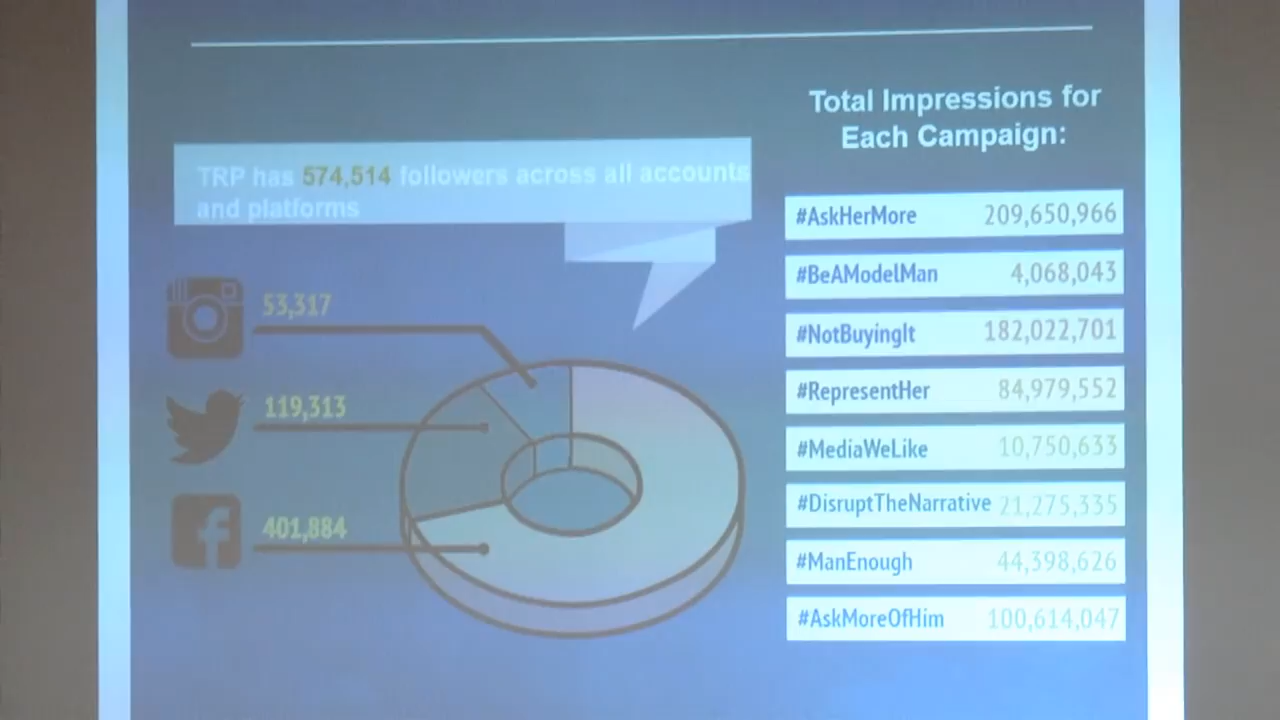 Total Impressions for
Each Campaign:
TRP has 574,514 followers across all accounts
and platforms
53,317
119,313
401,884
#AskHerMore 209,650,966
#BeAModelMan 4,068,043
#NotBuyingIt 182,022,701
#RepresentHer 84,979,552
#MediaWeLike 10,750,633
#DisruptTheNarrative 21,275,335
#ManEnough 44,398,626
#AskMoreOfHim 100,614,047